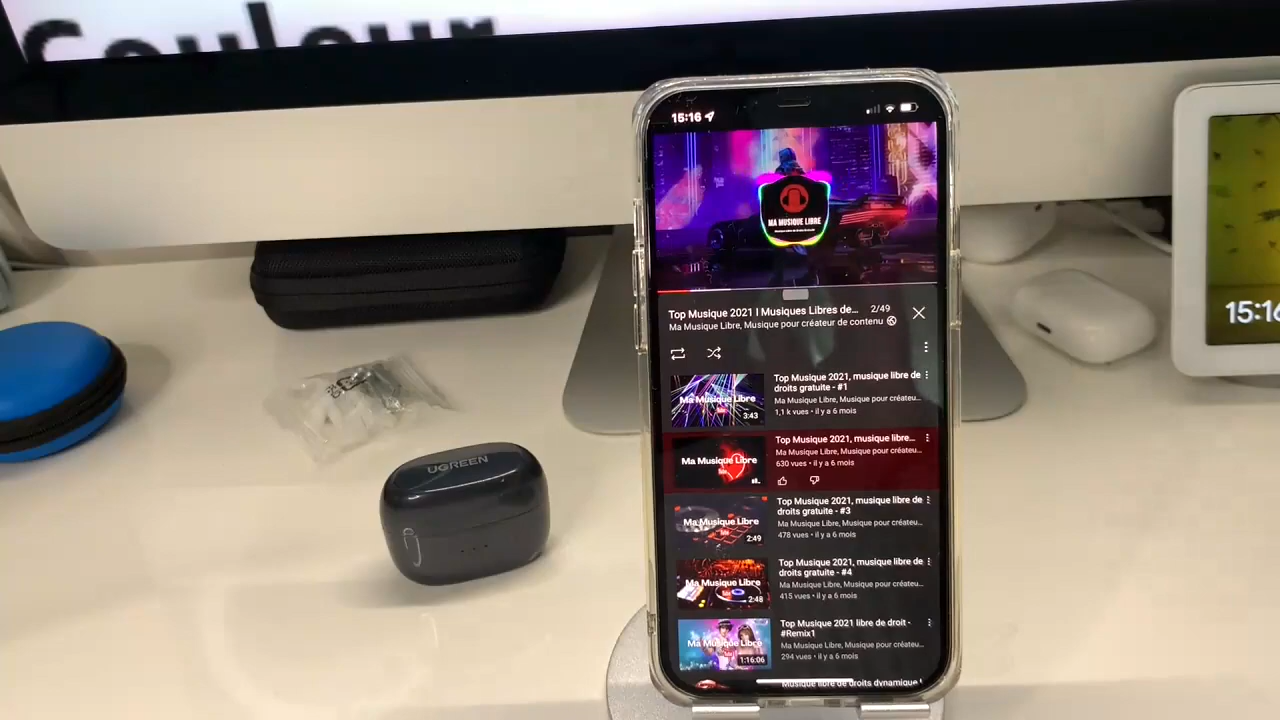 Couleur
15:16
MA MUSIQUE LIBRE
Top Musique 2021 I Musiques Libres de... 2/49
Ma Musique Libre, Musique pour créateur de contenu
Top Musique 2021, musique libre de
droits gratuite - #1
Ma Musique Libre, Musique pour créateu...
1,1 k vues • il y a 6 mois
Ma Musique Libre
3:43
Top Musique 2021, musique libre...
Ma Musique Libre, Musique pour créateu...
630 vues • il y a 6 mois
Ma Musique Libre
Top Musique 2021, musique libre de
droits gratuite - #3
Ma Musique Libre, Musique pour créateu...
478 vues • il y a 6 mois
Ma Musique Libre
2:49
Top Musique 2021, musique libre de
droits gratuite - #4
Ma Musique Libre, Musique pour créateu...
415 vues • il y a 6 mois
Ma Musique Libre
2:48
Top Musique 2021 libre de droit -
#Remix1
Ma Musique Libre, Musique pour créateu...
294 vues • il y a 6 mois
Ma Musique Libre
1:16:06
Musique libre de droits dynamique !
UGREEN
15:16